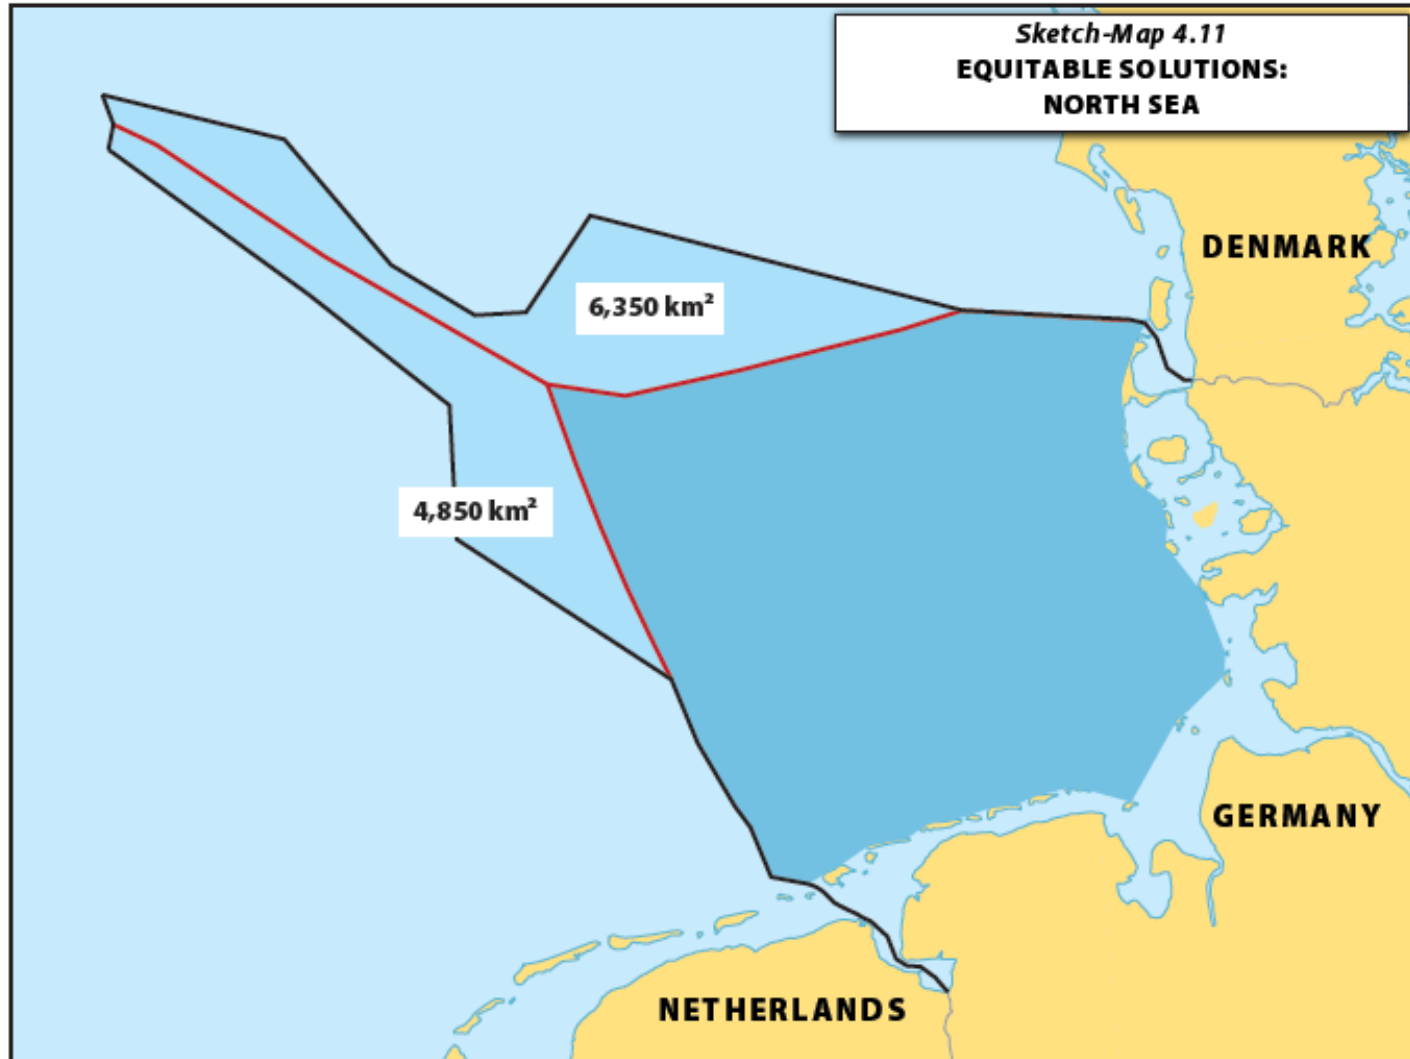 Sketch-Map 4.11
EQUITABLE SOLUTIONS:
NORTH SEA
DENMARK
6,350 km²
4,850 km²
GERMANY
NETHERLANDS